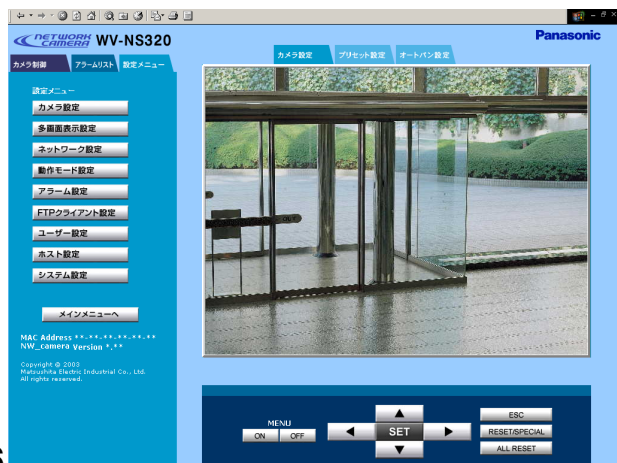 NETWORK CAMERA WV-NS320
Panasonic
カメラ制御 アラームリスト 設定メニュー
カメラ設定 プリセット設定 オートパン設定
設定メニュー
カメラ設定
多画面表示設定
ネットワーク設定
動作モード設定
アラーム設定
FTPクライアント設定
ユーザー設定
ホスト設定
システム設定
メインメニューへ
MAC Address **-**-**-**-**-**
NW_camera Version *.**
Copyright © 2003
Matsushita Electric Industrial Co., Ltd.
All rights reserved.
OUT
MENU
ON OFF
SET
ESC
RESET/SPECIAL
ALL RESET